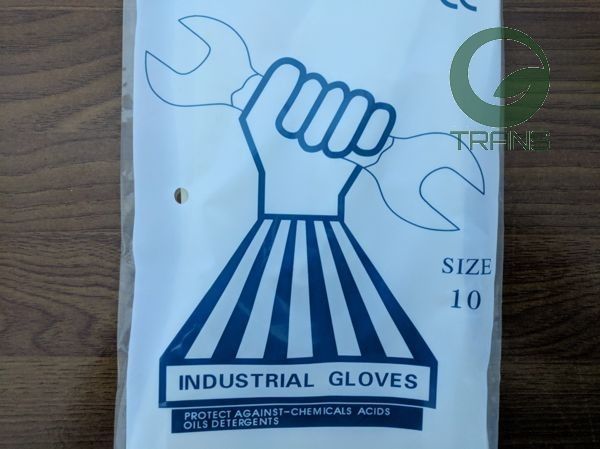 TRANS
SIZE
10
INDUSTRIAL GLOVES
PROTECT AGAINST-CHEMICALS ACIDS
OILS DETERGENTS